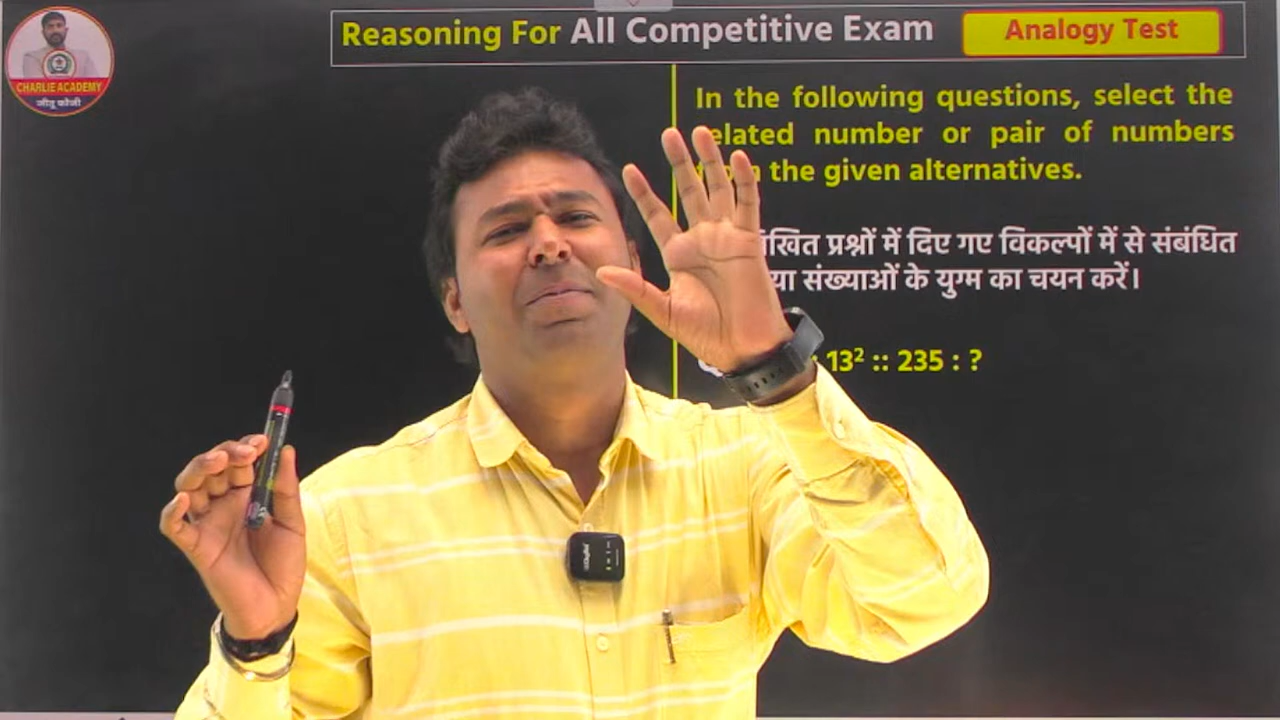 CHARLIE ACADEMY
जीतू फौजी
Reasoning For All Competitive Exam
Analogy Test
In the following questions, select the
related number or pair of numbers
the given alternatives.
प्रश्नों में दिए गए विकल्पों में से संबंधित
या संख्याओं के युग्म का चयन करें।
: 13² :: 235 : ?